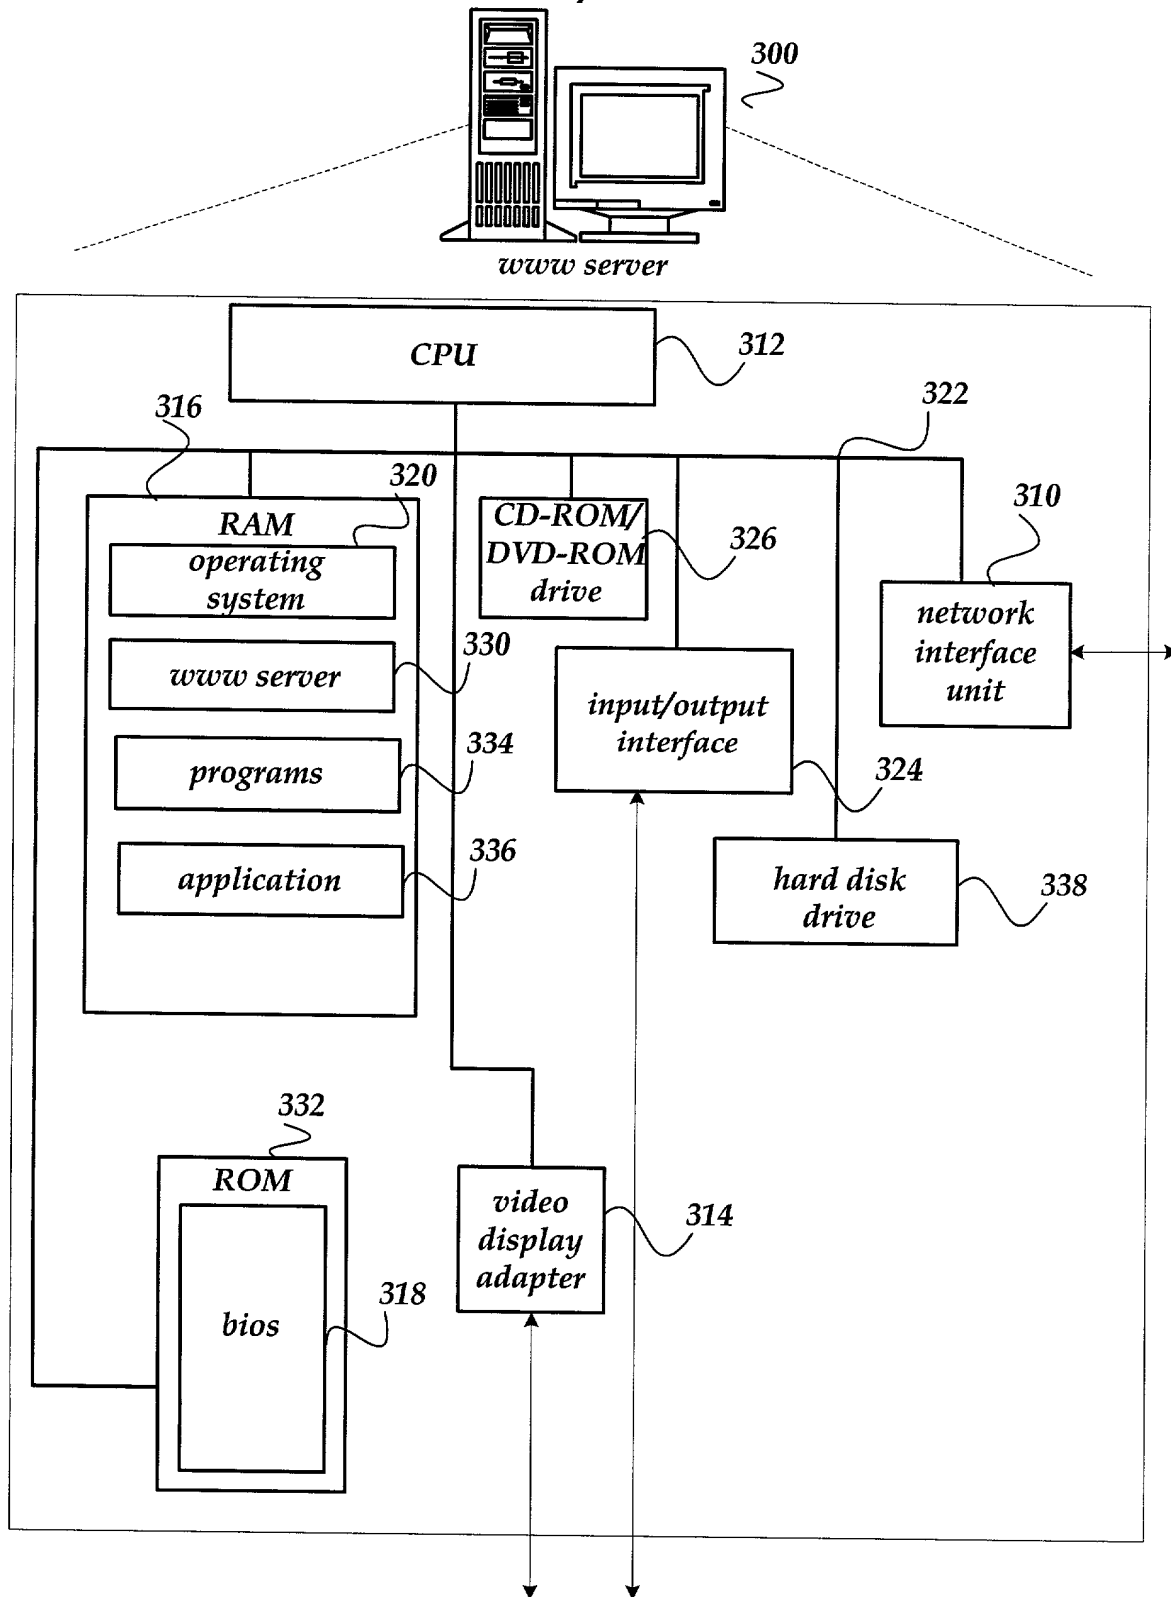 300
www server
CPU
312
316
322
320
RAM
operating
system
CD-ROM/
DVD-ROM
drive
326
310
network
interface
unit
330
www server
input/output
interface
324
334
programs
336
application
hard disk
drive
338
332
ROM
bios
318
video
display
adapter
314